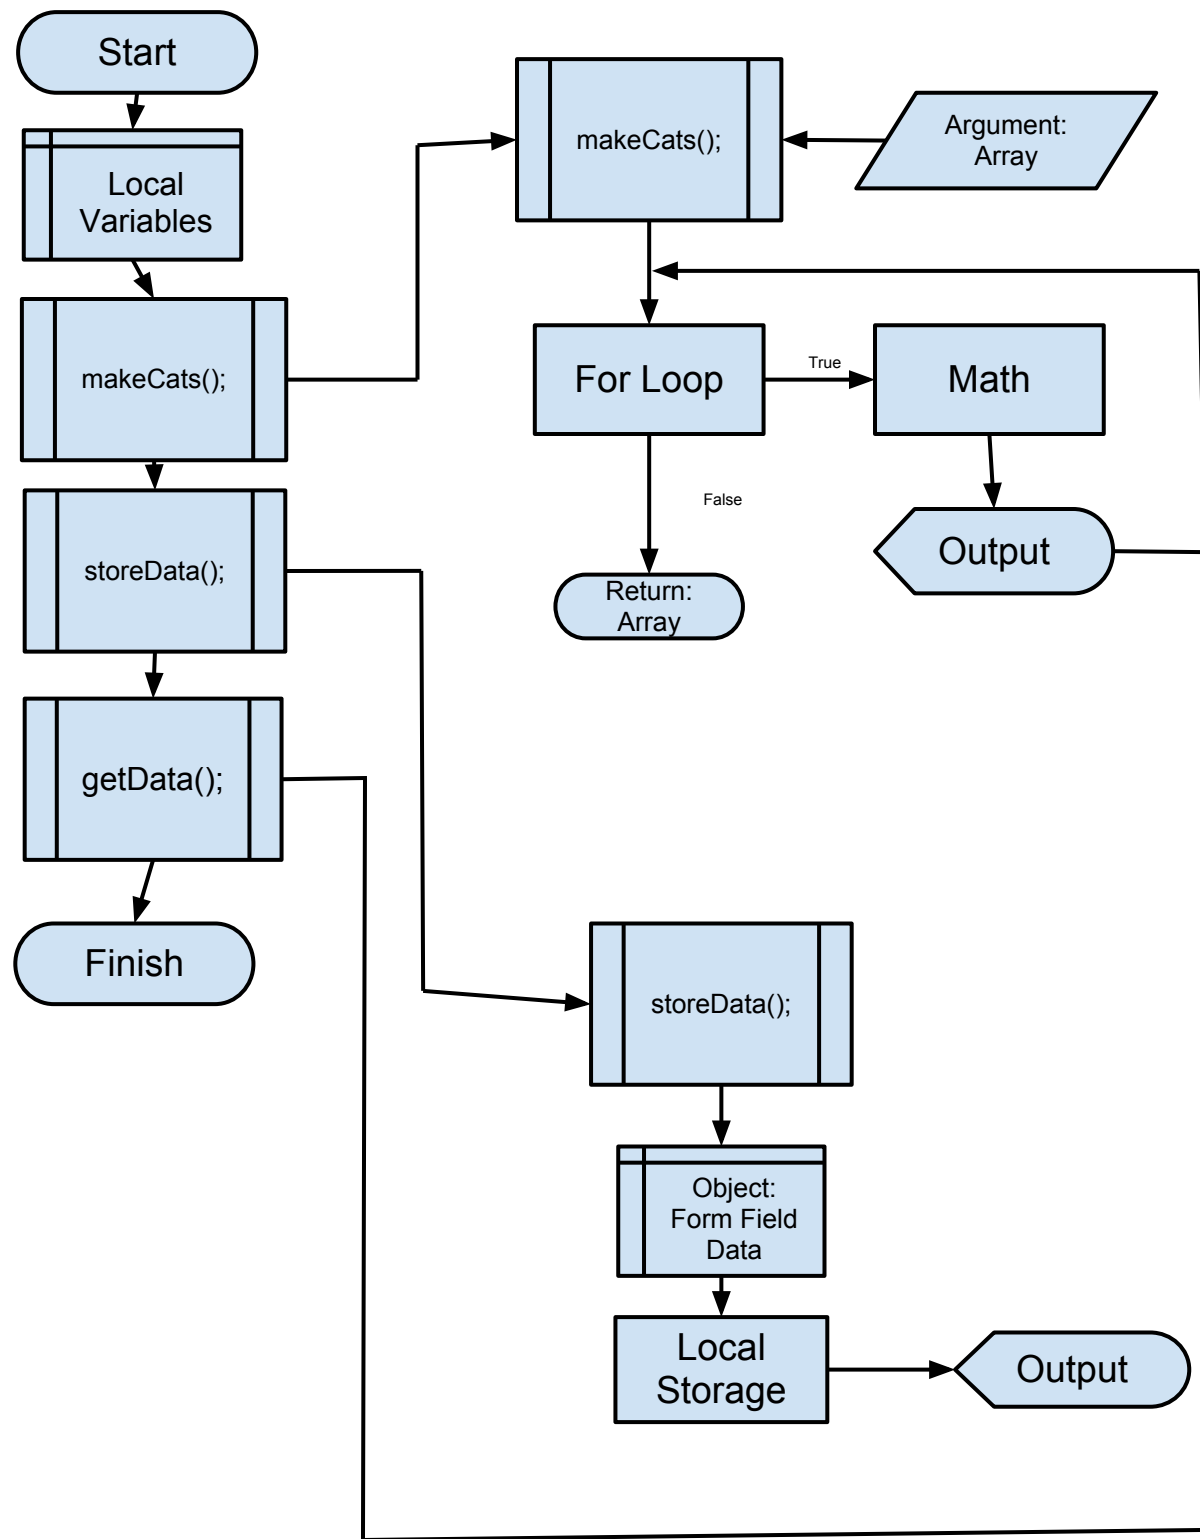 Start
Local
Variables
makeCats();
storeData();
getData();
Finish
makeCats();
Argument:
Array
For Loop
True
Math
False
Output
Return:
Array
storeData();
Object:
Form Field
Data
Local
Storage
Output